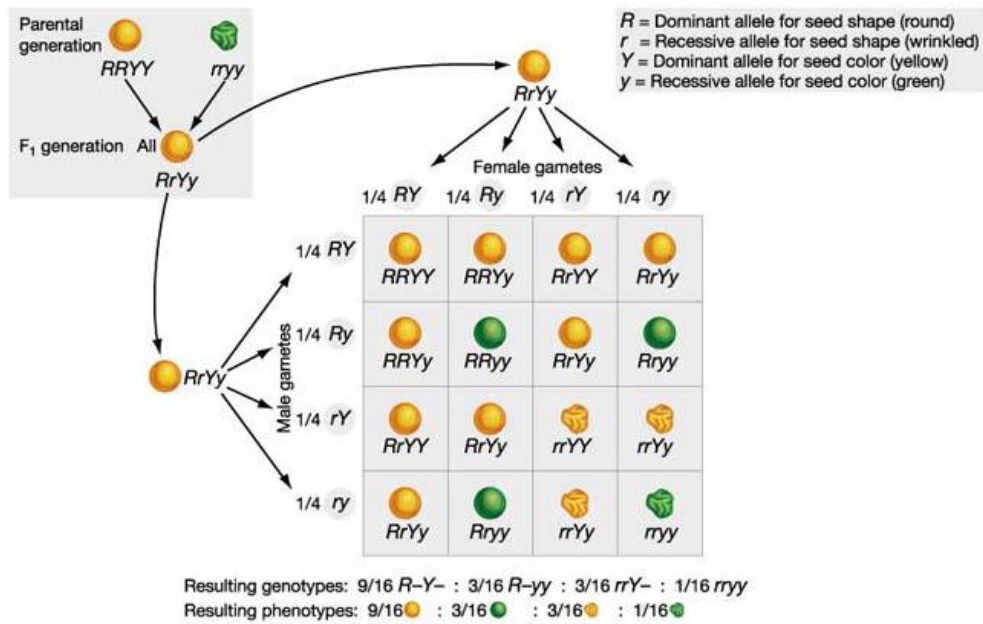 Parental
generation
RRYY
rryy
F1 generation
All
RrYy
R = Dominant allele for seed shape (round)
r = Recessive allele for seed shape (wrinkled)
Y = Dominant allele for seed color (yellow)
y = Recessive allele for seed color (green)
RrYy
Female gametes
1/4 RY 1/4 Ry 1/4 rY 1/4 ry
1/4 RY
RRYY RRYy RrYY RrYy
1/4 Ry
RRYy RRyy RrYy Rryy
RrYy
Male gametes
1/4 rY
RrYY RrYy rrYY rrYy
1/4 ry
RrYy Rryy rrYy rryy
Resulting genotypes: 9/16 R–Y– : 3/16 R–yy : 3/16 rrY– : 1/16 rryy
Resulting phenotypes: 9/16 : 3/16 : 3/16 : 1/16